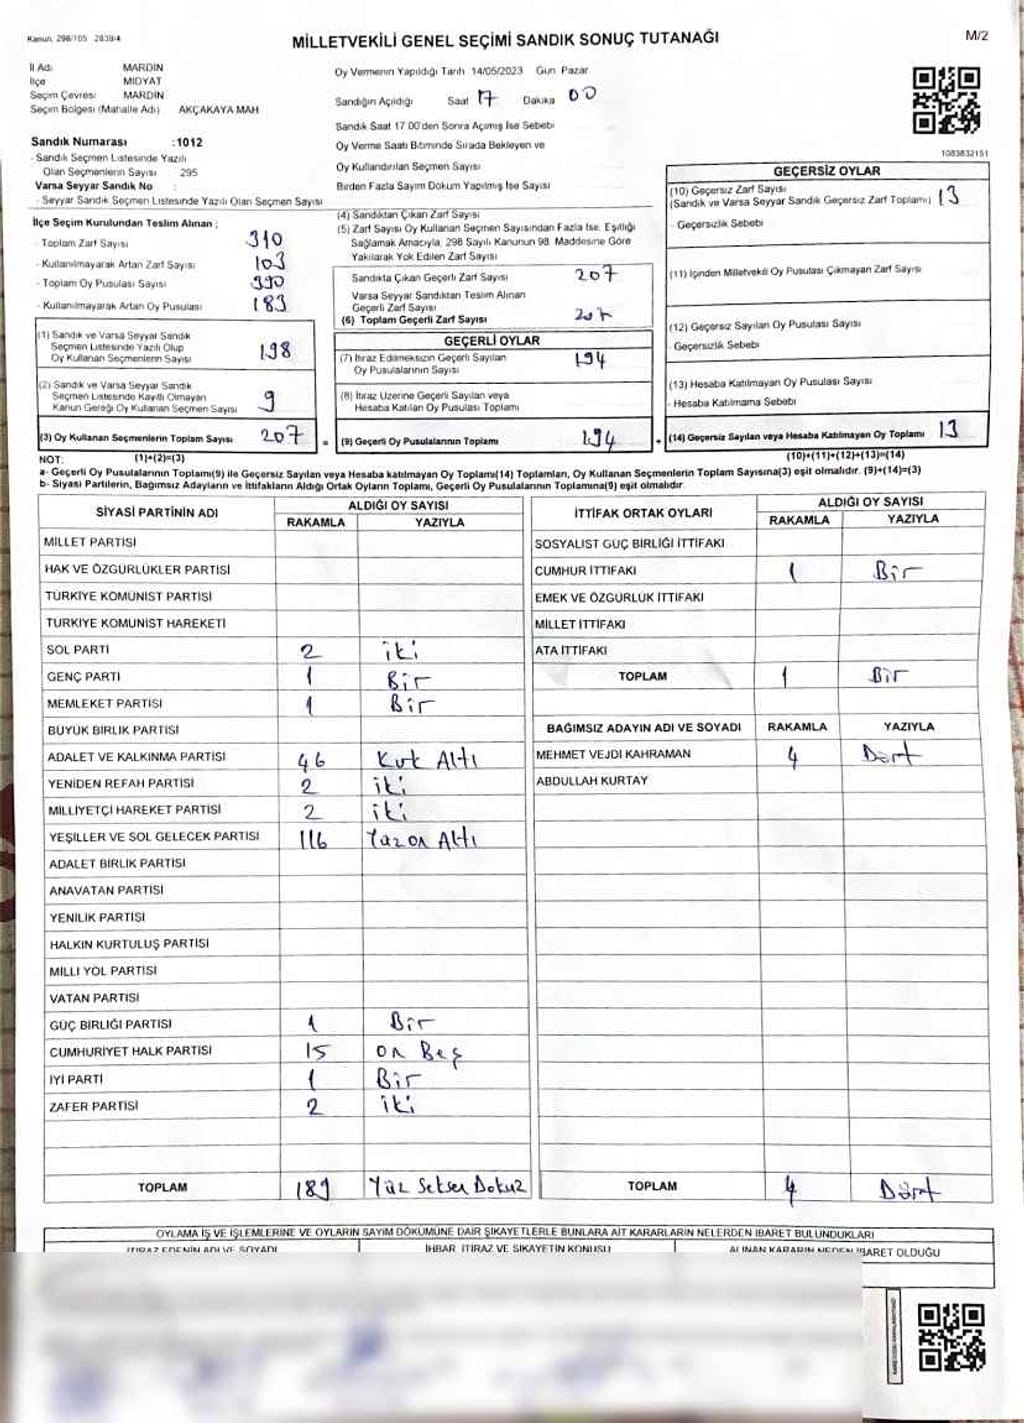 Kanun: 298/105 2839/4
MİLLETVEKİLİ GENEL SEÇİMİ SANDIK SONUÇ TUTANAĞI
M/2
İl Adı MARDİN
İlçe MİDYAT
Seçim Çevresi MARDİN
Seçim Bölgesi (Mahalle Adı) AKÇAKAYA MAH
Oy Vermenin Yapıldığı Tarih 14/05/2023 Gün Pazar
Sandığın Açıldığı Saat 17 Dakika 00
Sandık Saat 17 00'den Sonra Açımış İse Sebebi
Oy Verme Saati Bitiminde Sırada Bekleyen ve
Oy Kullandırılan Seçmen Sayısı
Birden Fazla Sayım Döküm Yapılmış İse Sayısı
1083832151
Sandık Numarası :1012
- Sandık Seçmen Listesinde Yazılı
Olan Seçmenlerin Sayısı 295
Varsa Seyyar Sandık No :
- Seyyar Sandık Seçmen Listesinde Yazılı Olan Seçmen Sayısı
İlçe Seçim Kurulundan Teslim Alınan ;
- Toplam Zarf Sayısı 310
- Kullanılmayarak Artan Zarf Sayısı 103
- Toplam Oy Pusulası Sayısı 390
- Kullanılmayarak Artan Oy Pusulası 183
(1) Sandık ve Varsa Seyyar Sandık
Seçmen Listesinde Yazılı Olup
Oy Kullanan Seçmenlerin Sayısı 198
(2) Sandık ve Varsa Seyyar Sandık
Seçmen Listesinde Kayıtlı Olmayan
Kanun Gereği Oy Kullanan Seçmen Sayısı 9
(3) Oy Kullanan Seçmenlerin Toplam Sayısı 207
(4) Sandıktan Çıkan Zarf Sayısı
(5) Zarf Sayısı Oy Kullanan Seçmen Sayısından Fazla İse, Eşitliği
Sağlamak Amacıyla, 298 Sayılı Kanunun 98 Maddesine Göre
Yakılarak Yok Edilen Zarf Sayısı
Sandıkta Çıkan Geçerli Zarf Sayısı 207
Varsa Seyyar Sandıktan Teslim Alınan
Geçerli Zarf Sayısı
(6) Toplam Geçerli Zarf Sayısı 207
GEÇERLİ OYLAR
(7) İtiraz Edilmeksizin Geçerli Sayılan
Oy Pusulalarının Sayısı 194
(8) İtiraz Üzerine Geçerli Sayılan veya
Hesaba Katılan Oy Pusulası Toplamı
= (9) Geçerli Oy Pusulalarının Toplamı 194
GEÇERSİZ OYLAR
(10) Geçersiz Zarf Sayısı
(Sandık ve Varsa Seyyar Sandık Geçersiz Zarf Toplamı) 13
- Geçersizlik Sebebi
(11) İçinden Milletvekili Oy Pusulası Çıkmayan Zarf Sayısı
(12) Geçersiz Sayılan Oy Pusulası Sayısı
- Geçersizlik Sebebi
(13) Hesaba Katılmayan Oy Pusulası Sayısı
- Hesaba Katılmama Sebebi
+ (14) Geçersiz Sayılan veya Hesaba Katılmayan Oy Toplamı 13
NOT: (1)+(2)=(3) (10)+(11)+(12)+(13)=(14)
a- Geçerli Oy Pusulalarının Toplamı(9) ile Geçersiz Sayılan veya Hesaba katılmayan Oy Toplamı(14) Toplamları, Oy Kullanan Seçmenlerin Toplam Sayısına(3) eşit olmalıdır. (9)+(14)=(3)
b- Siyasi Partilerin, Bağımsız Adayların ve İttifakların Aldığı Ortak Oyların Toplamı, Geçerli Oy Pusulalarının Toplamına(9) eşit olmalıdır
SİYASİ PARTİNİN ADI ALDIĞI OY SAYISI
RAKAMLA YAZIYLA
MİLLET PARTİSİ
HAK VE ÖZGÜRLÜKLER PARTİSİ
TÜRKİYE KOMÜNİST PARTİSİ
TÜRKİYE KOMÜNİST HAREKETİ
SOL PARTİ 2 iki
GENÇ PARTİ 1 Bir
MEMLEKET PARTİSİ 1 Bir
BÜYÜK BİRLİK PARTİSİ
ADALET VE KALKINMA PARTİSİ 46 Kırk Altı
YENİDEN REFAH PARTİSİ 2 iki
MİLLİYETÇİ HAREKET PARTİSİ 2 iki
YEŞİLLER VE SOL GELECEK PARTİSİ 116 Yüz on Altı
ADALET BİRLİK PARTİSİ
ANAVATAN PARTİSİ
YENİLİK PARTİSİ
HALKIN KURTULUŞ PARTİSİ
MİLLİ YOL PARTİSİ
VATAN PARTİSİ
GÜÇ BİRLİĞİ PARTİSİ 1 Bir
CUMHURİYET HALK PARTİSİ 15 on Beş
İYİ PARTİ 1 Bir
ZAFER PARTİSİ 2 iki
TOPLAM 189 Yüz Seksen Dokuz
İTTİFAK ORTAK OYLARI ALDIĞI OY SAYISI
RAKAMLA YAZIYLA
SOSYALİST GÜÇ BİRLİĞİ İTTİFAKI
CUMHUR İTTİFAKI 1 Bir
EMEK VE ÖZGÜRLÜK İTTİFAKI
MİLLET İTTİFAKI
ATA İTTİFAKI
TOPLAM 1 Bir
BAĞIMSIZ ADAYIN ADI VE SOYADI RAKAMLA YAZIYLA
MEHMET VEJDİ KAHRAMAN 4 Dört
ABDULLAH KURTAY
TOPLAM 4 Dört
OYLAMA İŞ VE İŞLEMLERİNE VE OYLARIN SAYIM DÖKÜMÜNE DAİR ŞİKAYETLERLE BUNLARA AİT KARARLARIN NELERDEN İBARET BULUNDUKLARI
İTİRAZ EDENİN ADI VE SOYADI İHBAR İTİRAZ VE ŞİKAYETİN KONUSU ALINAN KARARIN NEDEN İBARET OLDUĞU